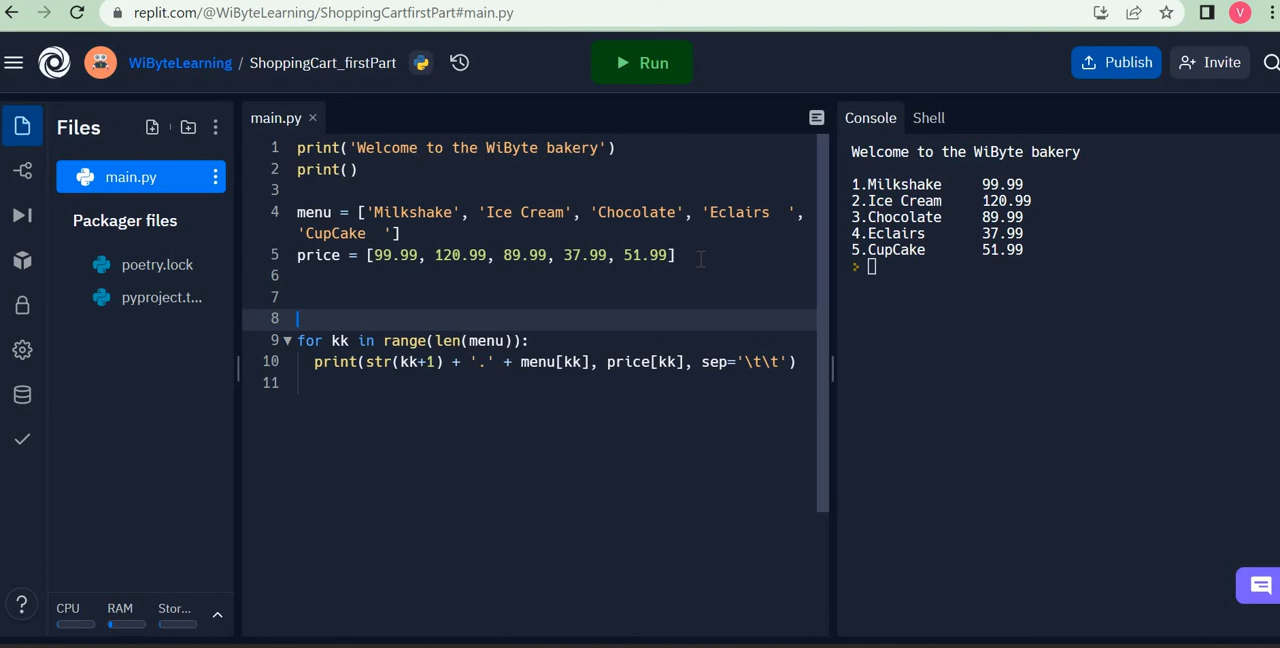 replit.com/@WiByteLearning/ShoppingCartfirstPart#main.py
V
WiByteLearning / ShoppingCart_firstPart
Run
Publish
Invite
Files
main.py
Packager files
poetry.lock
pyproject.t...
CPU RAM Stor...
main.py ×
1 print('Welcome to the WiByte bakery')
2 print()
3
4 menu = ['Milkshake', 'Ice Cream', 'Chocolate', 'Eclairs  ',
'CupCake  ']
5 price = [99.99, 120.99, 89.99, 37.99, 51.99]
6
7
8
9 for kk in range(len(menu)):
10   print(str(kk+1) + '.' + menu[kk], price[kk], sep='\t\t')
11
Console Shell
Welcome to the WiByte bakery
1.Milkshake     99.99
2.Ice Cream     120.99
3.Chocolate     89.99
4.Eclairs       37.99
5.CupCake       51.99
>
?